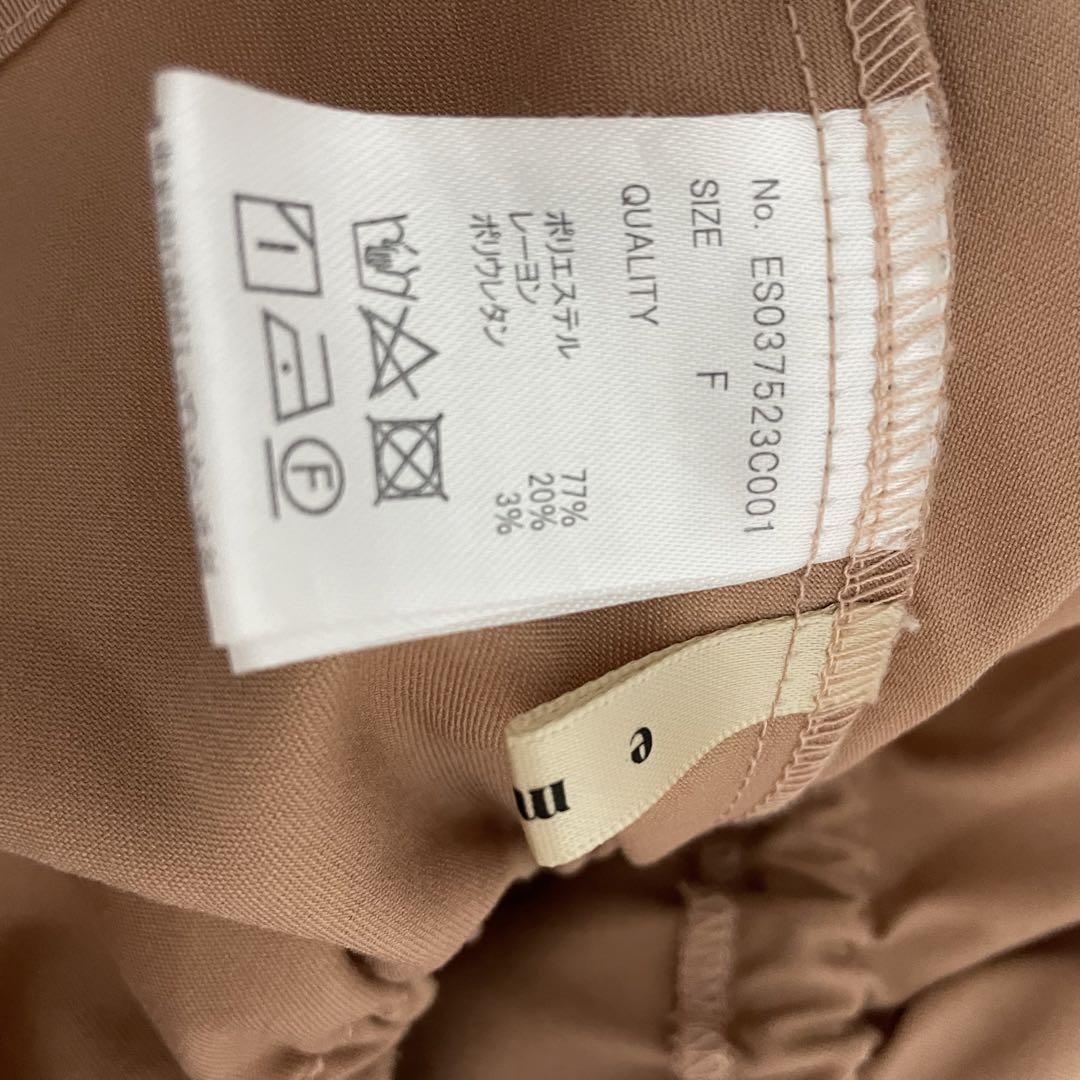 No. ES037523C001
SIZE F
QUALITY
ポリエステル 77%
レーヨン 20%
ポリウレタン 3%
F
e
m